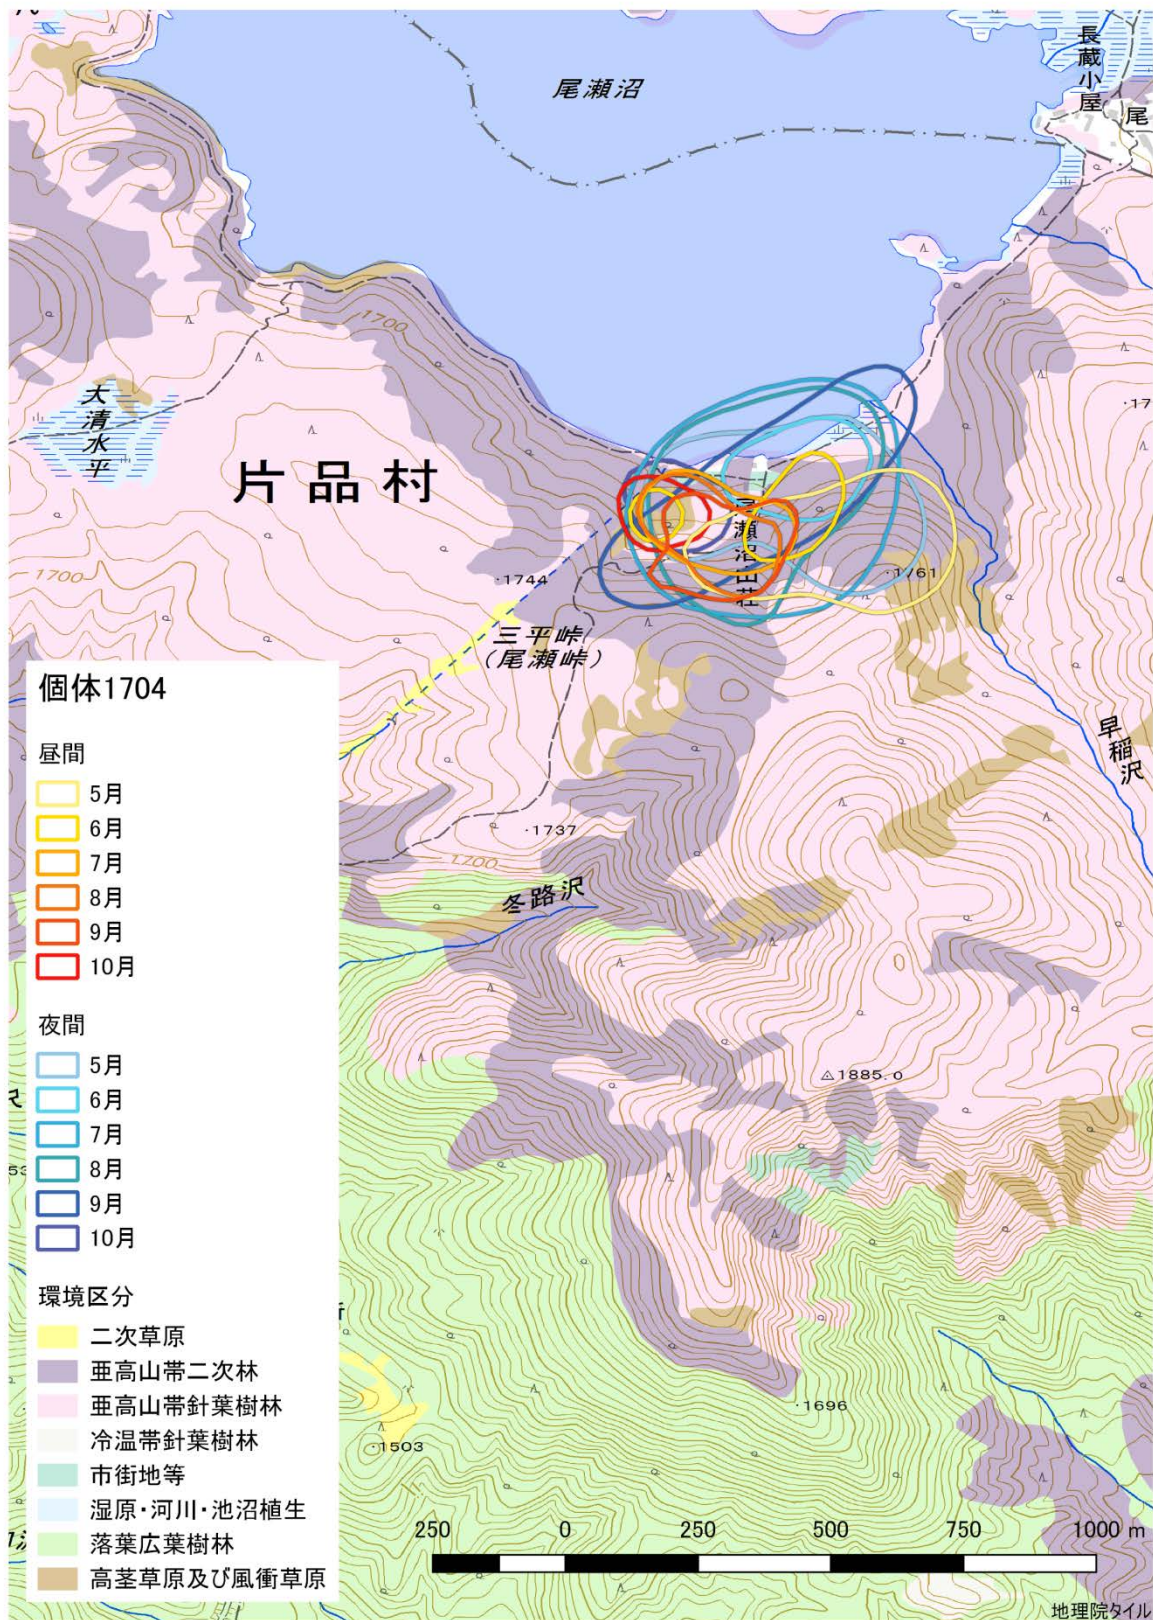 尾瀬沼
長蔵小屋
尾
1700
大清水平
片品村
尾瀬沼山荘
1700
・1744
・1761
三平峠
(尾瀬峠)
早稲沢
・1737
1700
冬路沢
△1885.0
・1696
・1503
個体1704
昼間
5月
6月
7月
8月
9月
10月
夜間
5月
6月
7月
8月
9月
10月
環境区分
二次草原
亜高山帯二次林
亜高山帯針葉樹林
冷温帯針葉樹林
市街地等
湿原・河川・池沼植生
落葉広葉樹林
高茎草原及び風衝草原
250 0 250 500 750 1000 m
地理院タイル